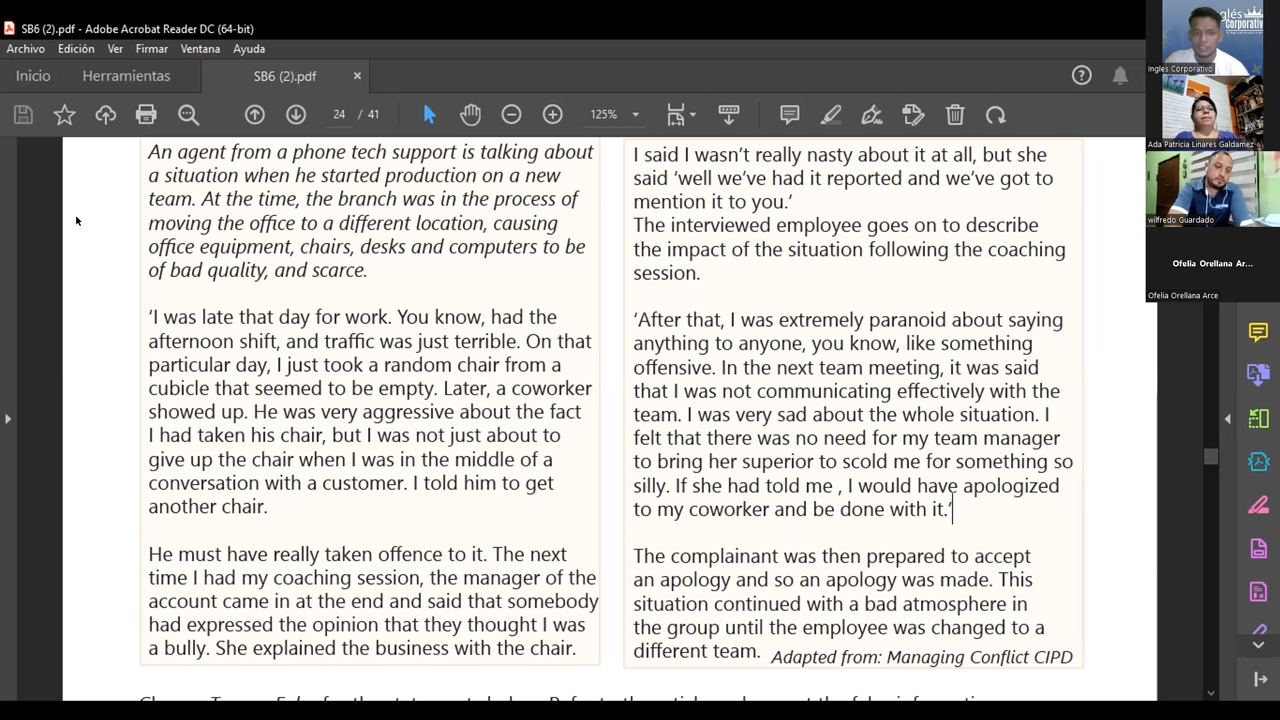 SB6 (2).pdf - Adobe Acrobat Reader DC (64-bit)
Archivo Edición Ver Firmar Ventana Ayuda
Inicio Herramientas SB6 (2).pdf ×
24 / 41 125%
An agent from a phone tech support is talking about
a situation when he started production on a new
team. At the time, the branch was in the process of
moving the office to a different location, causing
office equipment, chairs, desks and computers to be
of bad quality, and scarce.
‘I was late that day for work. You know, had the
afternoon shift, and traffic was just terrible. On that
particular day, I just took a random chair from a
cubicle that seemed to be empty. Later, a coworker
showed up. He was very aggressive about the fact
I had taken his chair, but I was not just about to
give up the chair when I was in the middle of a
conversation with a customer. I told him to get
another chair.
He must have really taken offence to it. The next
time I had my coaching session, the manager of the
account came in at the end and said that somebody
had expressed the opinion that they thought I was
a bully. She explained the business with the chair.
I said I wasn’t really nasty about it at all, but she
said ‘well we’ve had it reported and we’ve got to
mention it to you.’
The interviewed employee goes on to describe
the impact of the situation following the coaching
session.
‘After that, I was extremely paranoid about saying
anything to anyone, you know, like something
offensive. In the next team meeting, it was said
that I was not communicating effectively with the
team. I was very sad about the whole situation. I
felt that there was no need for my team manager
to bring her superior to scold me for something so
silly. If she had told me , I would have apologized
to my coworker and be done with it.’
The complainant was then prepared to accept
an apology and so an apology was made. This
situation continued with a bad atmosphere in
the group until the employee was changed to a
different team.
Adapted from: Managing Conflict CIPD
glés
Corporativ
Inglés Corporativo
Ada Patricia Linares Galdamez
wilfredo Guardado
Ofelia Orellana Ar...
Ofelia Orellana Arce